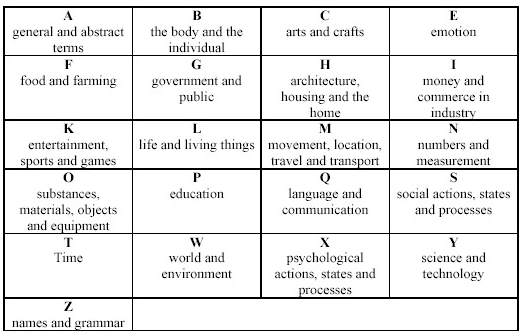 A
general and abstract
terms
B
the body and the
individual
C
arts and crafts
E
emotion
F
food and farming
G
government and
public
H
architecture,
housing and the
home
I
money and
commerce in
industry
K
entertainment,
sports and games
L
life and living things
M
movement, location,
travel and transport
N
numbers and
measurement
O
substances,
materials, objects
and equipment
P
education
Q
language and
communication
S
social actions, states
and processes
T
Time
W
world and
environment
X
psychological
actions, states and
processes
Y
science and
technology
Z
names and grammar